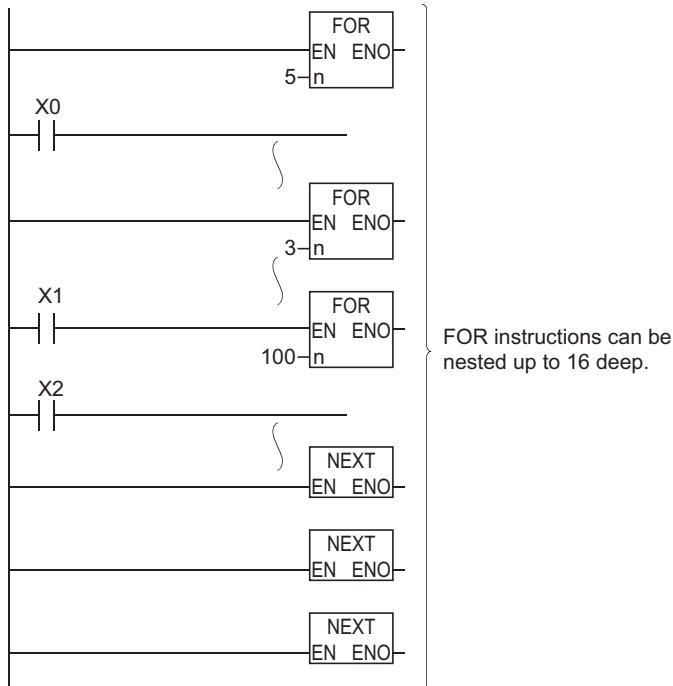 FOR
EN ENO
5 n
X0
FOR
EN ENO
3 n
X1
FOR
EN ENO
100 n
FOR instructions can be
nested up to 16 deep.
X2
NEXT
EN ENO
NEXT
EN ENO
NEXT
EN ENO